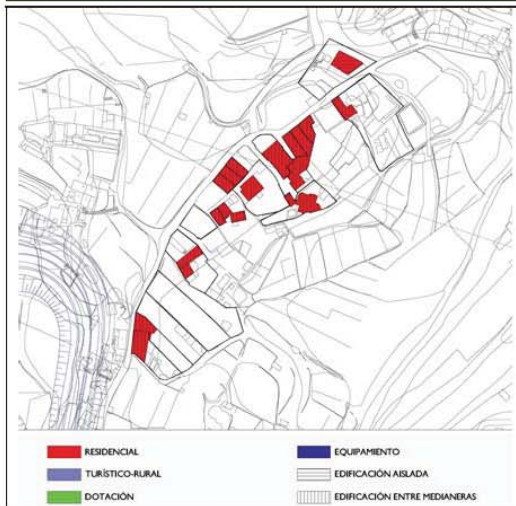 RESIDENCIAL
TURÍSTICO-RURAL
DOTACIÓN
EQUIPAMIENTO
EDIFICACIÓN AISLADA
EDIFICACIÓN ENTRE MEDIANERAS